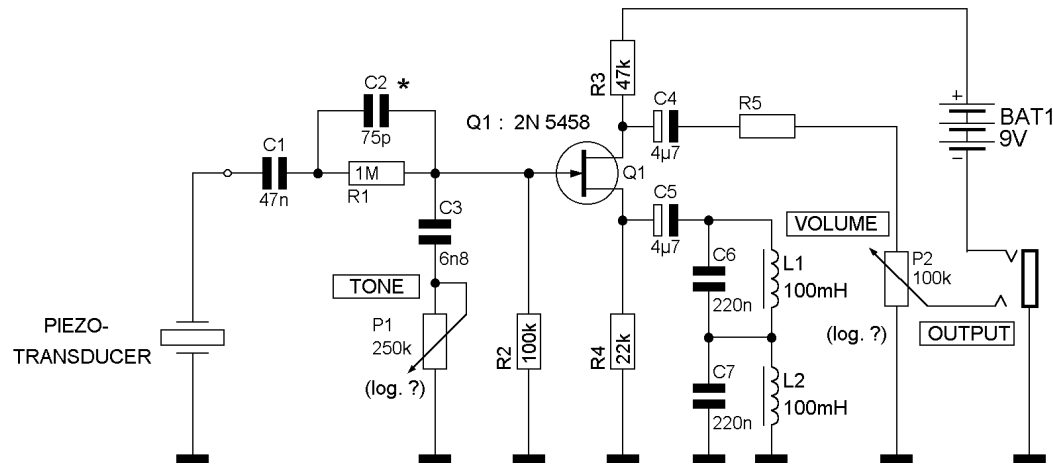 C2 *
75p
C1
47n
1M
R1
Q1 : 2N 5458
Q1
R3
47k
C4
4µ7
R5
+
BAT1
9V
−
C5
4µ7
C3
6n8
TONE
P1
250k
(log. ?)
PIEZO-
TRANSDUCER
R2
100k
R4
22k
C6
220n
L1
100mH
C7
220n
L2
100mH
VOLUME
P2
100k
(log. ?)
OUTPUT